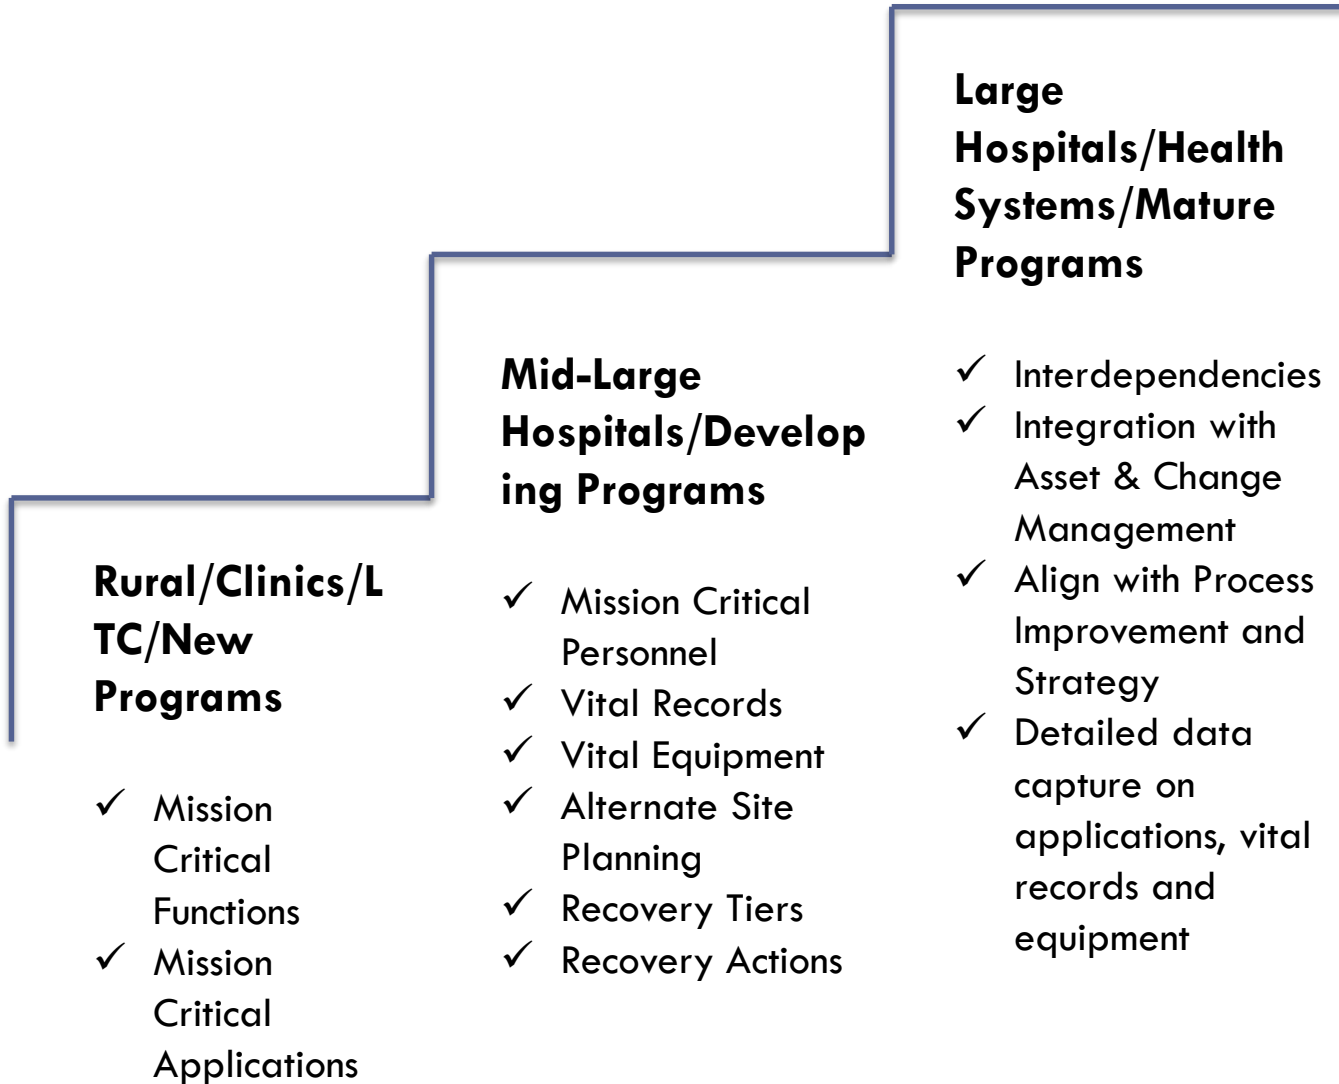 Rural/Clinics/L
TC/New
Programs
✓ Mission
Critical
Functions
✓ Mission
Critical
Applications
Mid-Large
Hospitals/Develop
ing Programs
✓ Mission Critical
Personnel
✓ Vital Records
✓ Vital Equipment
✓ Alternate Site
Planning
✓ Recovery Tiers
✓ Recovery Actions
Large
Hospitals/Health
Systems/Mature
Programs
✓ Interdependencies
✓ Integration with
Asset & Change
Management
✓ Align with Process
Improvement and
Strategy
✓ Detailed data
capture on
applications, vital
records and
equipment